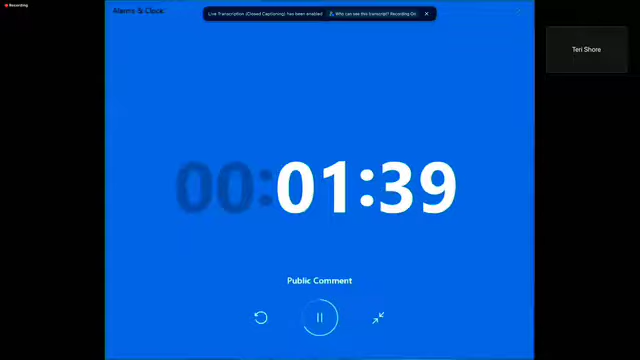 Recording
Alarms & Clock
Live Transcription (Closed Captioning) has been enabled
Who can see this transcript? Recording On
Teri Shore
00:01:39
Public Comment